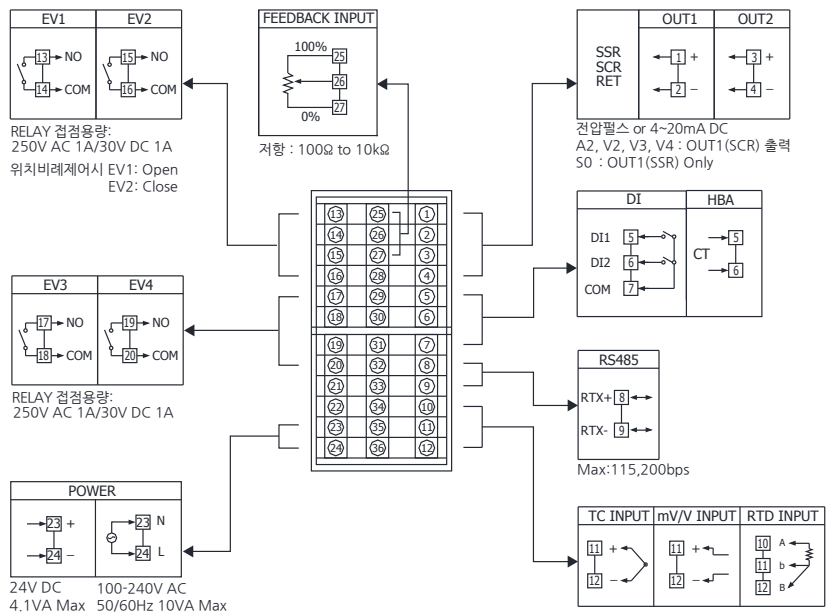 EV1 EV2
13 NO 15 NO
14 COM 16 COM
RELAY 접점용량:
250V AC 1A/30V DC 1A
위치비례제어시 EV1: Open
EV2: Close
FEEDBACK INPUT
100% 25
26
0% 27
저항 : 100Ω to 10kΩ
OUT1 OUT2
SSR
SCR
RET
1 + 3 +
2 − 4 −
전압펄스 or 4~20mA DC
A2, V2, V3, V4 : OUT1(SCR) 출력
S0 : OUT1(SSR) Only
DI HBA
DI1 5 5
DI2 6 CT
COM 7 6
13 25 1
14 26 2
15 27 3
16 28 4
17 29 5
18 30 6
19 31 7
20 32 8
21 33 9
22 34 10
23 35 11
24 36 12
EV3 EV4
17 NO 19 NO
18 COM 20 COM
RELAY 접점용량:
250V AC 1A/30V DC 1A
RS485
RTX+ 8
RTX- 9
Max:115,200bps
POWER
23 + 23 N
24 − 24 L
24V DC 100-240V AC
4.1VA Max 50/60Hz 10VA Max
TC INPUT mV/V INPUT RTD INPUT
11 + 11 + 10 A
11 b
12 − 12 − 12 B